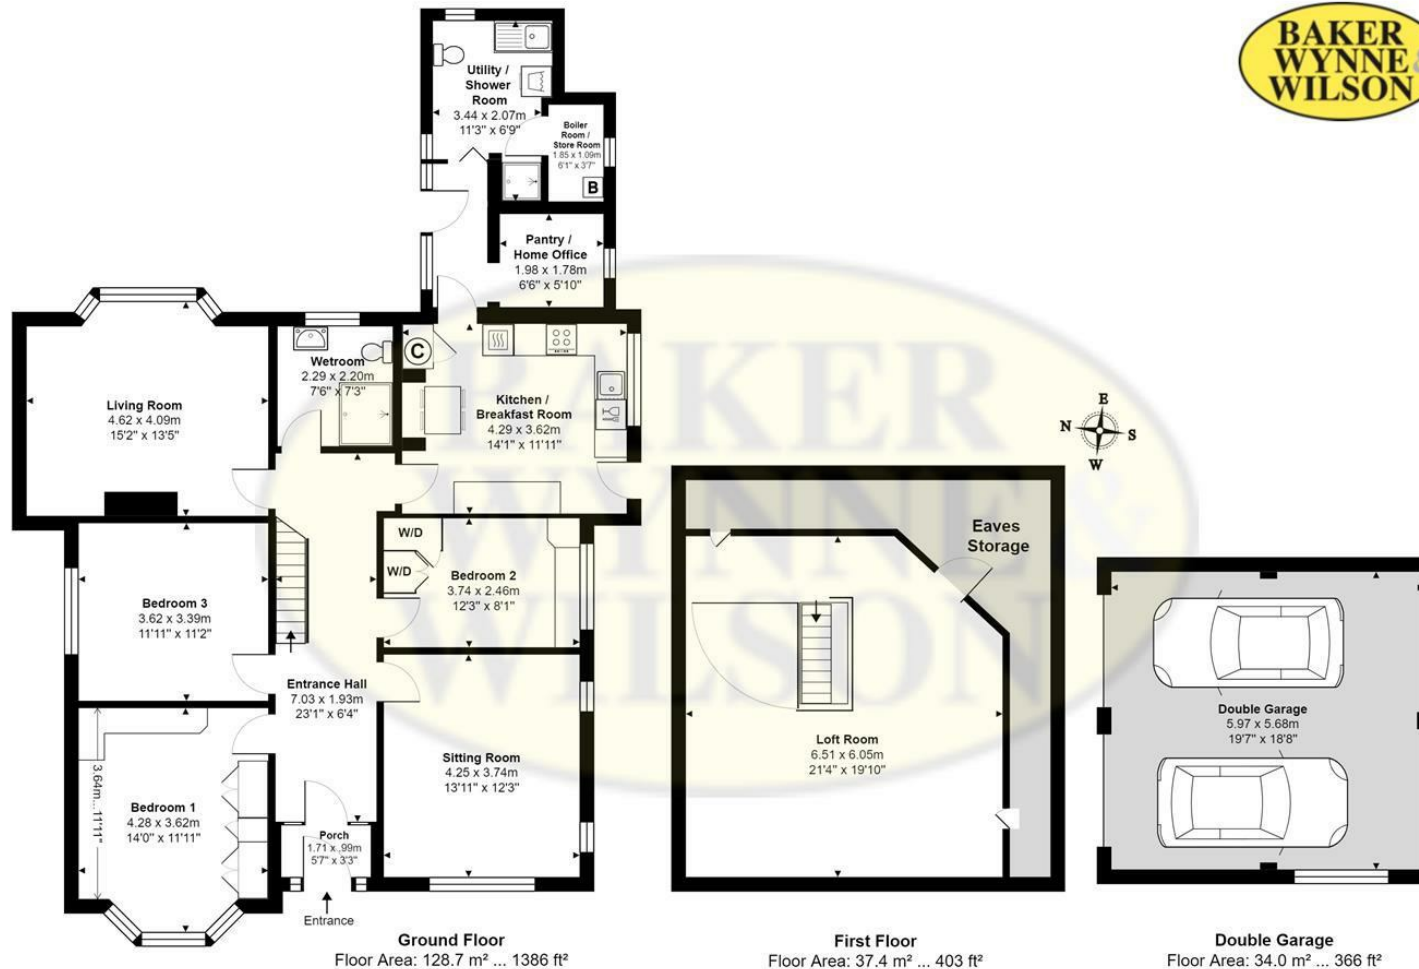 BAKER
WYNNE &
WILSON
Utility /
Shower
Room
3.44 x 2.07m
11'3" x 6'9"
Boiler
Room /
Store Room
1.85 x 1.09m
6'1" x 3'7"
B
Pantry /
Home Office
1.98 x 1.78m
6'6" x 5'10"
Living Room
4.62 x 4.09m
15'2" x 13'5"
Wetroom
2.29 x 2.20m
7'6" x 7'3"
C
Kitchen /
Breakfast Room
4.29 x 3.62m
14'1" x 11'11"
BAKER
WYNNE &
WILSON
E
N
S
W
W/D
W/D
Bedroom 2
3.74 x 2.46m
12'3" x 8'1"
Bedroom 3
3.62 x 3.39m
11'11" x 11'2"
Entrance Hall
7.03 x 1.93m
23'1" x 6'4"
Sitting Room
4.25 x 3.74m
13'11" x 12'3"
3.64m... 11'11"
Bedroom 1
4.28 x 3.62m
14'0" x 11'11"
Porch
1.71 x .99m
5'7" x 3'3"
Entrance
Eaves
Storage
Loft Room
6.51 x 6.05m
21'4" x 19'10"
Double Garage
5.97 x 5.68m
19'7" x 18'8"
Ground Floor
Floor Area: 128.7 m² ... 1386 ft²
First Floor
Floor Area: 37.4 m² ... 403 ft²
Double Garage
Floor Area: 34.0 m² ... 366 ft²